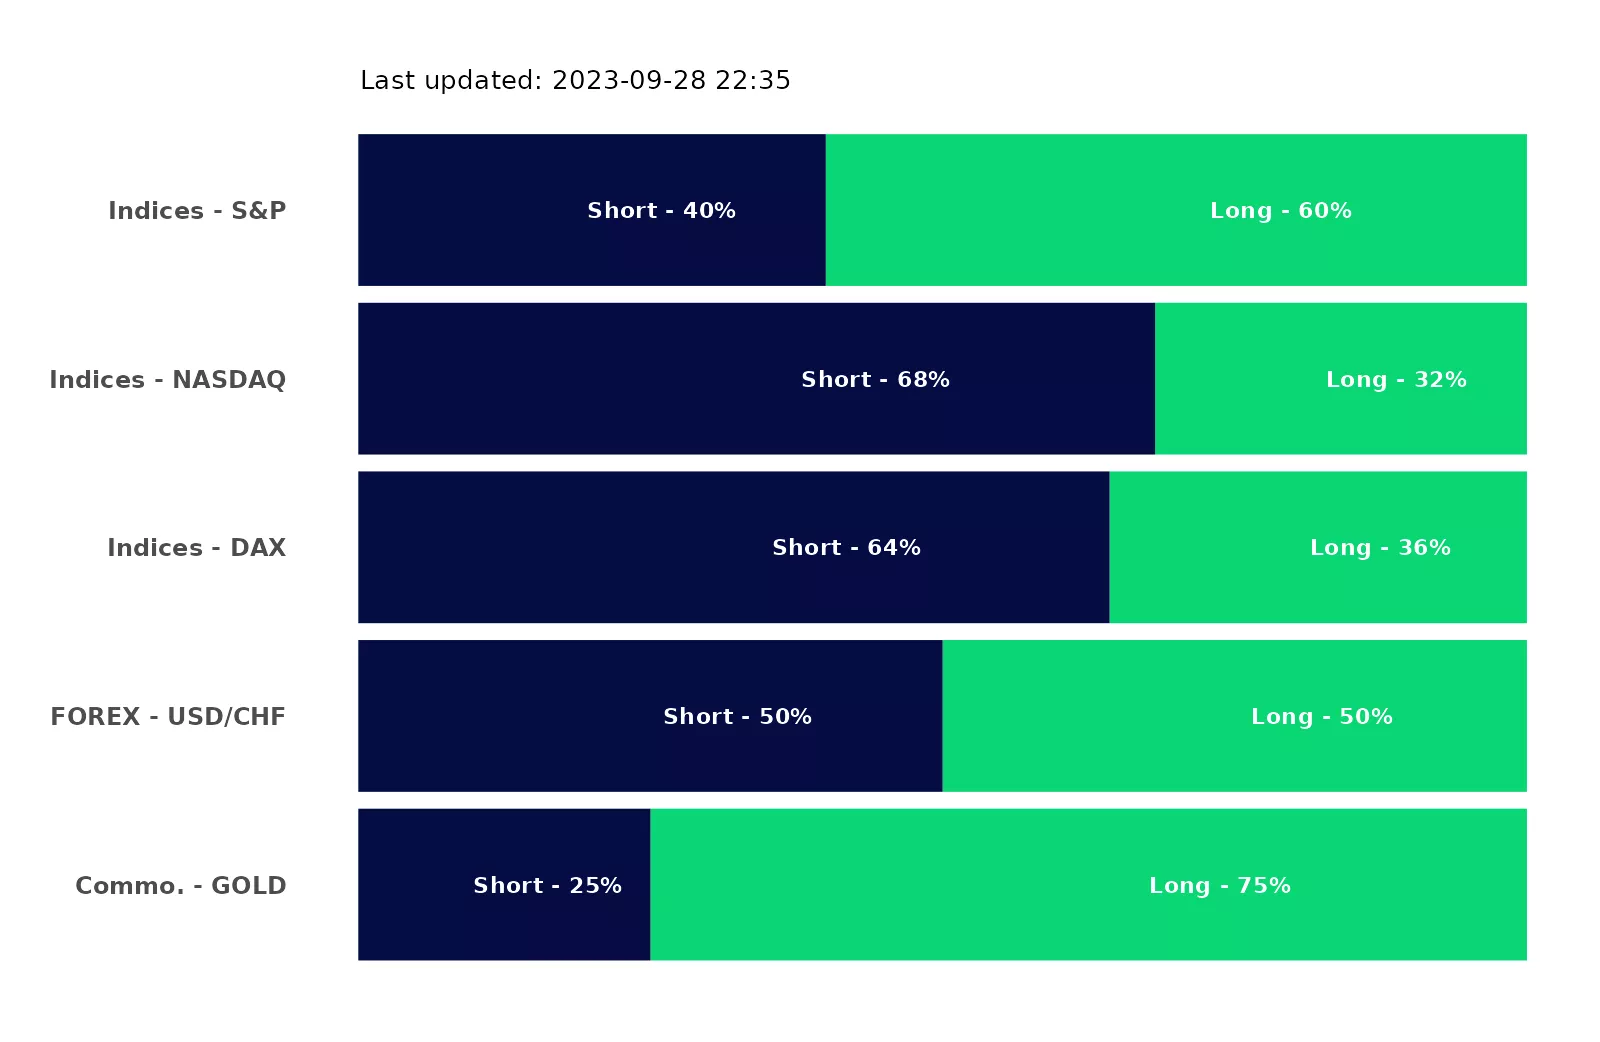 Last updated: 2023-09-28 22:35
Indices - S&P Short - 40% Long - 60%
Indices - NASDAQ Short - 68% Long - 32%
Indices - DAX Short - 64% Long - 36%
FOREX - USD/CHF Short - 50% Long - 50%
Commo. - GOLD Short - 25% Long - 75%